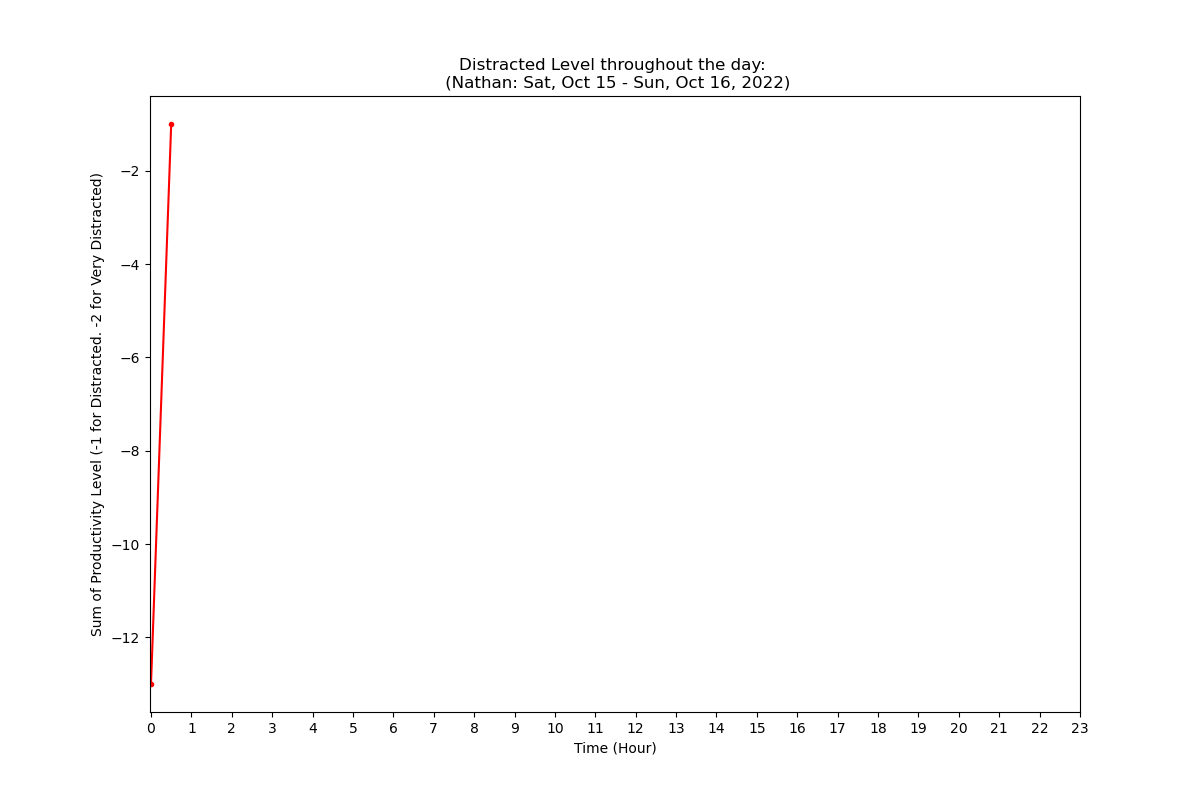 Distracted Level throughout the day:
(Nathan: Sat, Oct 15 - Sun, Oct 16, 2022)
Sum of Productivity Level (-1 for Distracted. -2 for Very Distracted)
−2
−4
−6
−8
−10
−12
0 1 2 3 4 5 6 7 8 9 10 11 12 13 14 15 16 17 18 19 20 21 22 23
Time (Hour)